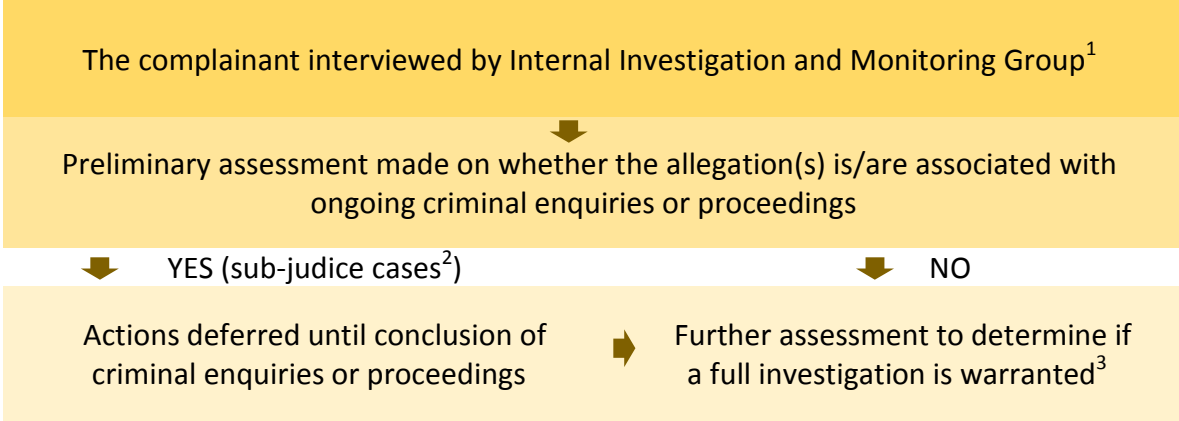 The complainant interviewed by Internal Investigation and Monitoring Group¹
Preliminary assessment made on whether the allegation(s) is/are associated with
ongoing criminal enquiries or proceedings
YES (sub-judice cases²)
NO
Actions deferred until conclusion of
criminal enquiries or proceedings
Further assessment to determine if
a full investigation is warranted³